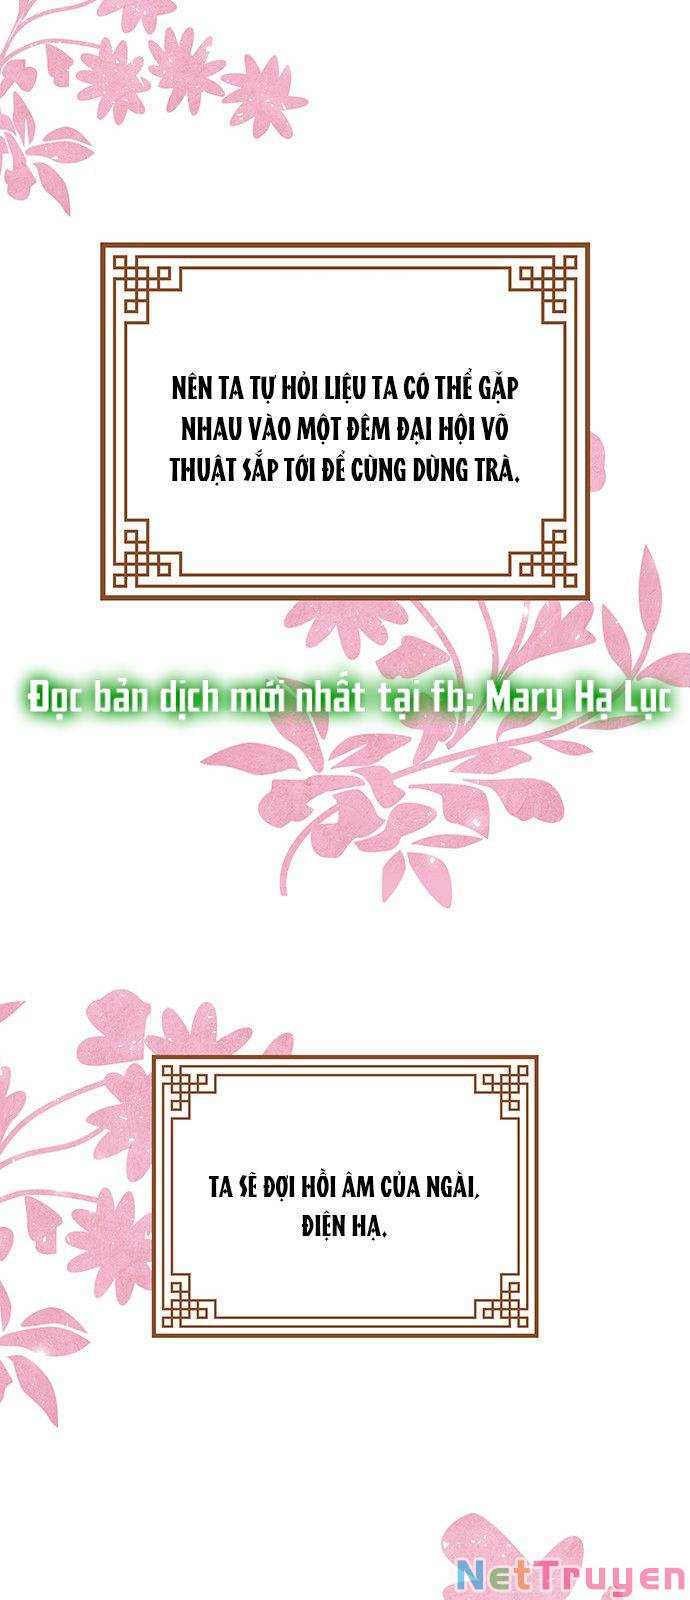 NÊN TA TỰ HỎI LIỆU TA CÓ THỂ GẶP
NHAU VÀO MỘT ĐÊM ĐẠI HỘI VÕ
THUẬT SẮP TỚI ĐỂ CÙNG DÙNG TRÀ.
Đọc bản dịch mới nhất tại fb: Mary Hạ Lục
TA SẼ ĐỢI HỒI ÂM CỦA NGÀI,
ĐIỆN HẠ.
NetTruyen